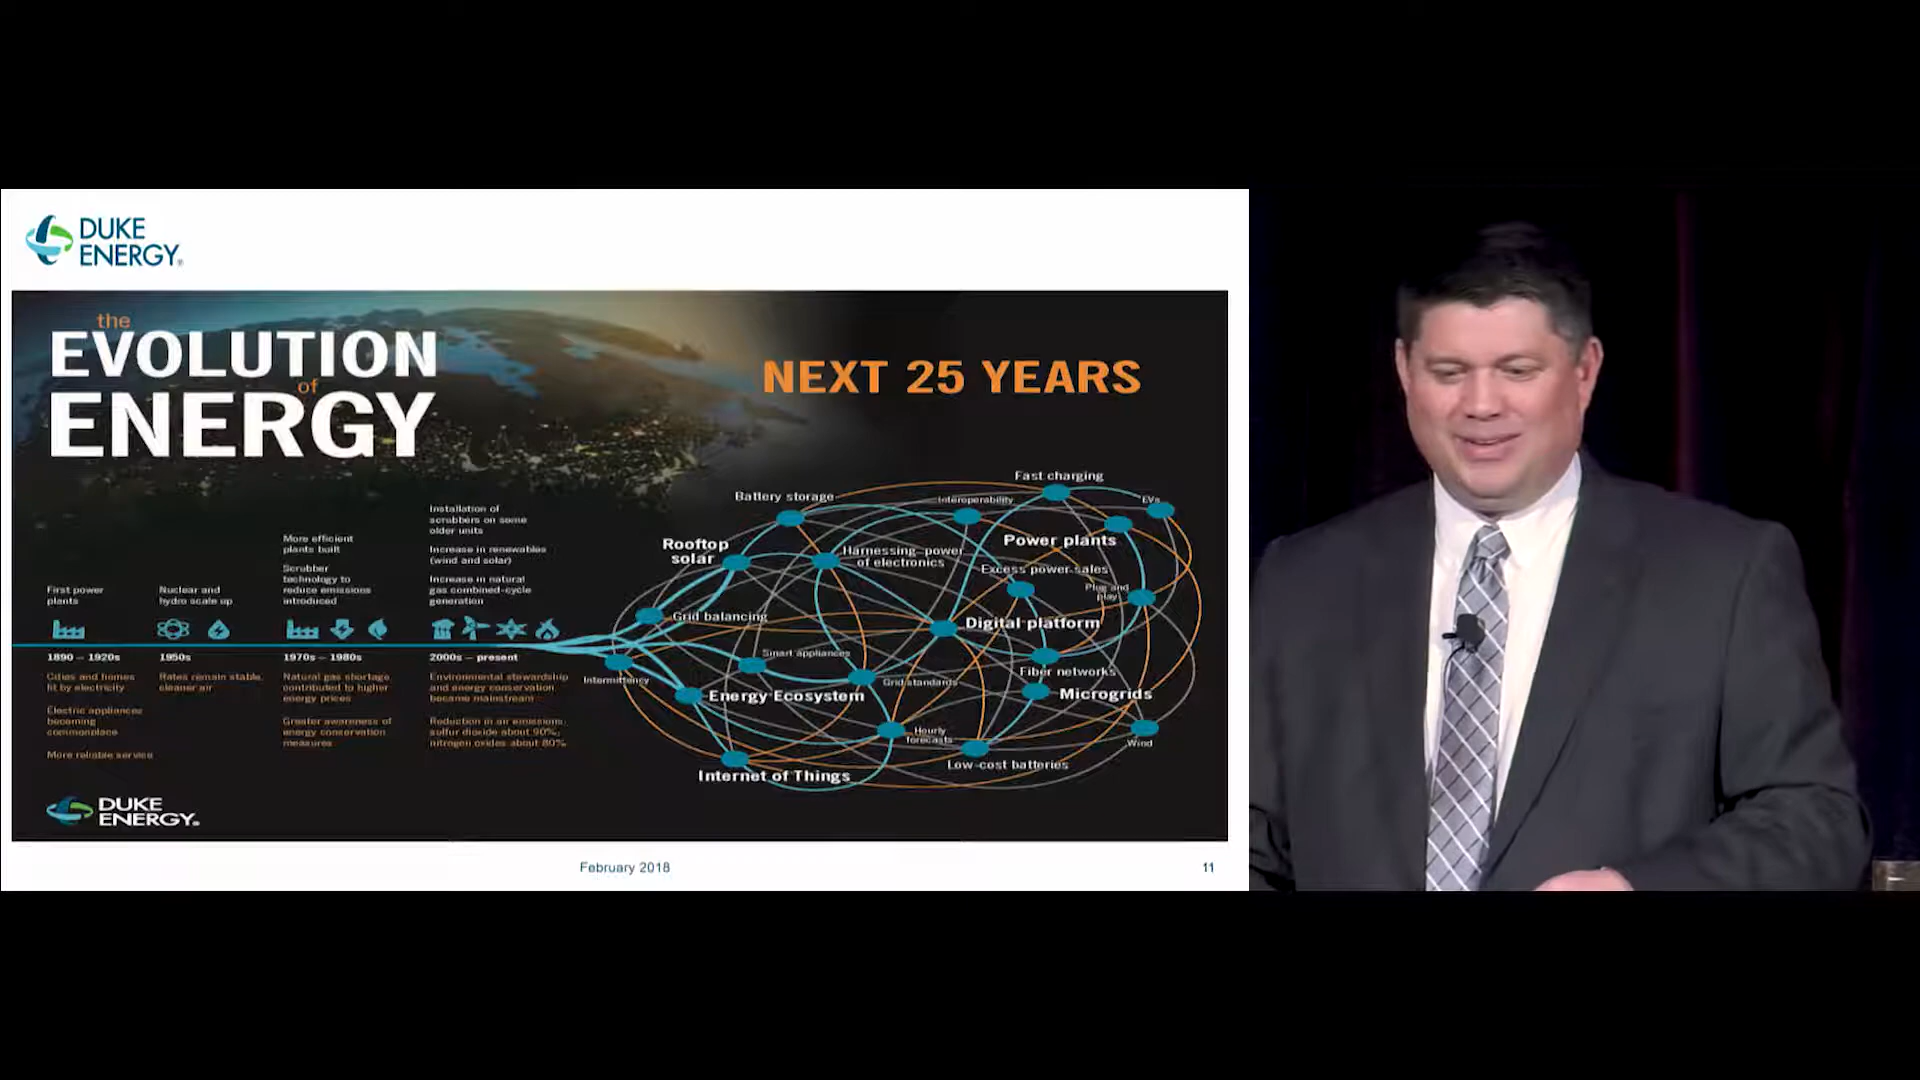 DUKE
ENERGY®
the
EVOLUTION
of
ENERGY
NEXT 25 YEARS
First power
plants
Nuclear and
hydro scale up
More efficient
plants built
Scrubber
technology to
reduce emissions
introduced
Installation of
scrubbers on some
older units
Increase in renewables
(wind and solar)
Increase in natural
gas combined-cycle
generation
1890 – 1920s
Cities and homes
lit by electricity
Electric appliances
becoming
commonplace
More reliable service
1950s
Rates remain stable,
cleaner air
1970s – 1980s
Natural gas shortage
contributed to higher
energy prices
Greater awareness of
energy conservation
measures
2000s – present
Environmental stewardship
and energy conservation
became mainstream
Reduction in air emissions:
sulfur dioxide about 90%;
nitrogen oxides about 80%
Fast charging
Battery storage
Interoperability
EVs
Rooftop
solar
Power plants
Harnessing power
of electronics
Excess power sales
Plug and
play
Grid balancing
Digital platform
Smart appliances
Fiber networks
Intermittency
Grid standards
Energy Ecosystem
Microgrids
Hourly
forecasts
Wind
Low-cost batteries
Internet of Things
DUKE
ENERGY®
February 2018
11